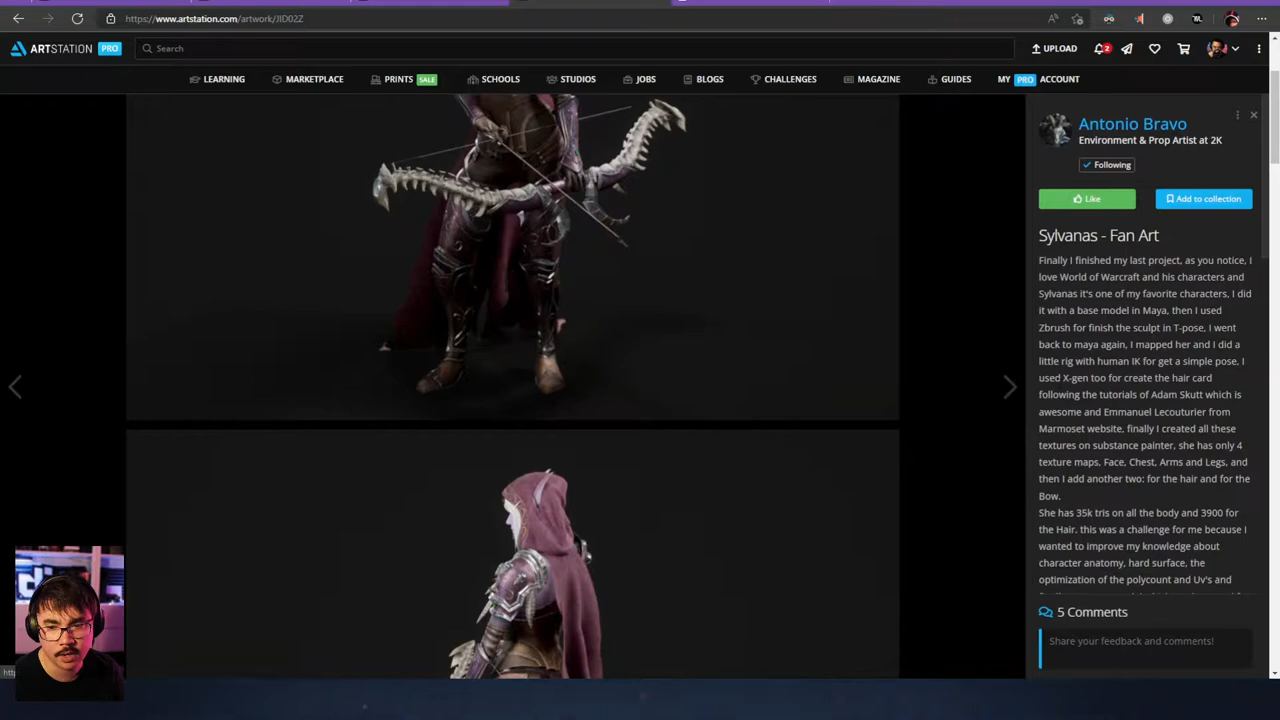 https://www.artstation.com/artwork/JlD02Z
ARTSTATION PRO
Search
UPLOAD
2
LEARNING
MARKETPLACE
PRINTS SALE
SCHOOLS
STUDIOS
JOBS
BLOGS
CHALLENGES
MAGAZINE
GUIDES
MY PRO ACCOUNT
Antonio Bravo
Environment & Prop Artist at 2K
Following
Like
Add to collection
Sylvanas - Fan Art
Finally I finished my last project, as you notice, I
love World of Warcraft and his characters and
Sylvanas it's one of my favorite characters, I did
it with a base model in Maya, then I used
Zbrush for finish the sculpt in T-pose, I went
back to maya again, I mapped her and I did a
little rig with human IK for get a simple pose, I
used X-gen too for create the hair card
following the tutorials of Adam Skutt which is
awesome and Emmanuel Lecouturier from
Marmoset website, finally I created all these
textures on substance painter, she has only 4
texture maps, Face, Chest, Arms and Legs, and
then I add another two: for the hair and for the
Bow.
She has 35k tris on all the body and 3900 for
the Hair. this was a challenge for me because I
wanted to improve my knowledge about
character anatomy, hard surface, the
optimization of the polycount and Uv's and
5 Comments
Share your feedback and comments!